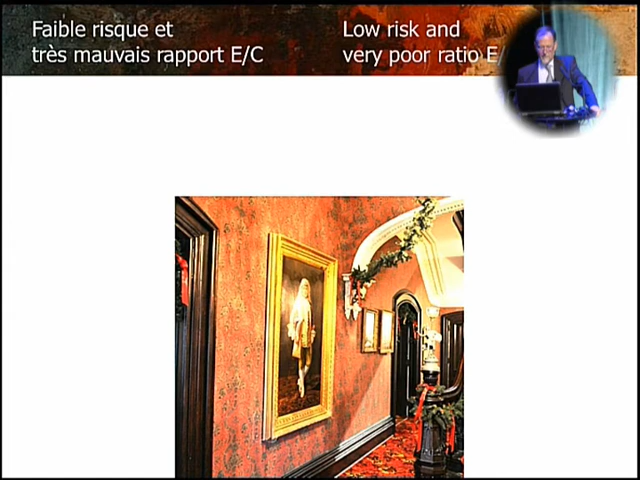 Faible risque et
très mauvais rapport E/C
Low risk and
very poor ratio E/